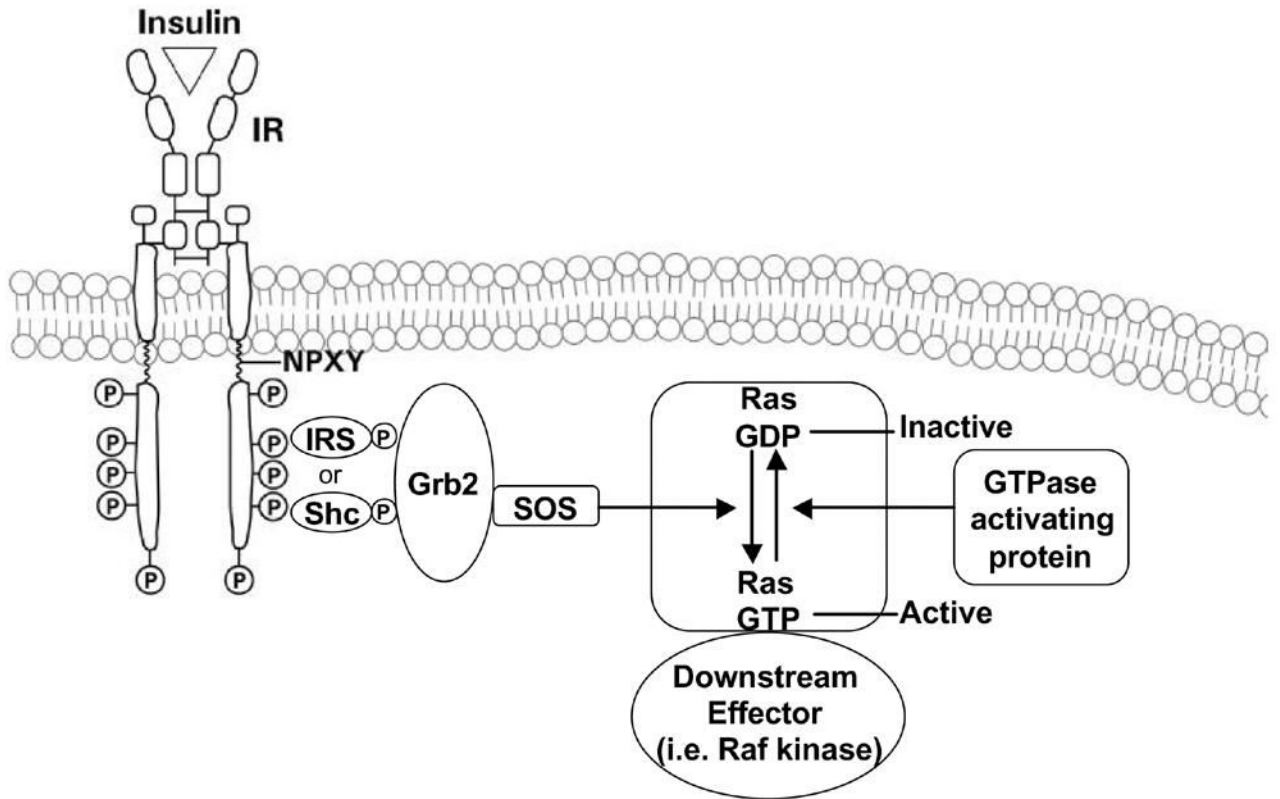 Insulin
IR
NPXY
P
P
P
P
P
P
P
P
P
P
IRS
P
or
Shc
P
Grb2
SOS
Ras
GDP
Inactive
Ras
GTP
Active
GTPase
activating
protein
Downstream
Effector
(i.e. Raf kinase)